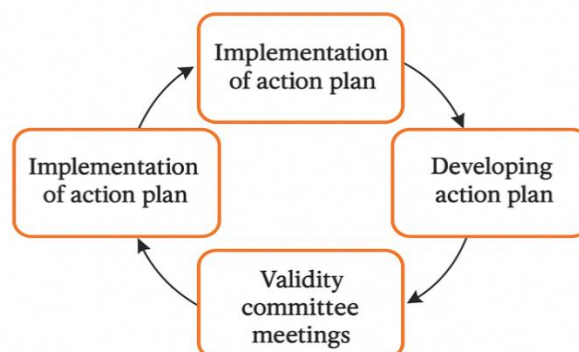 Implementation
of action plan
Implementation
of action plan
Developing
action plan
Validity
committee
meetings